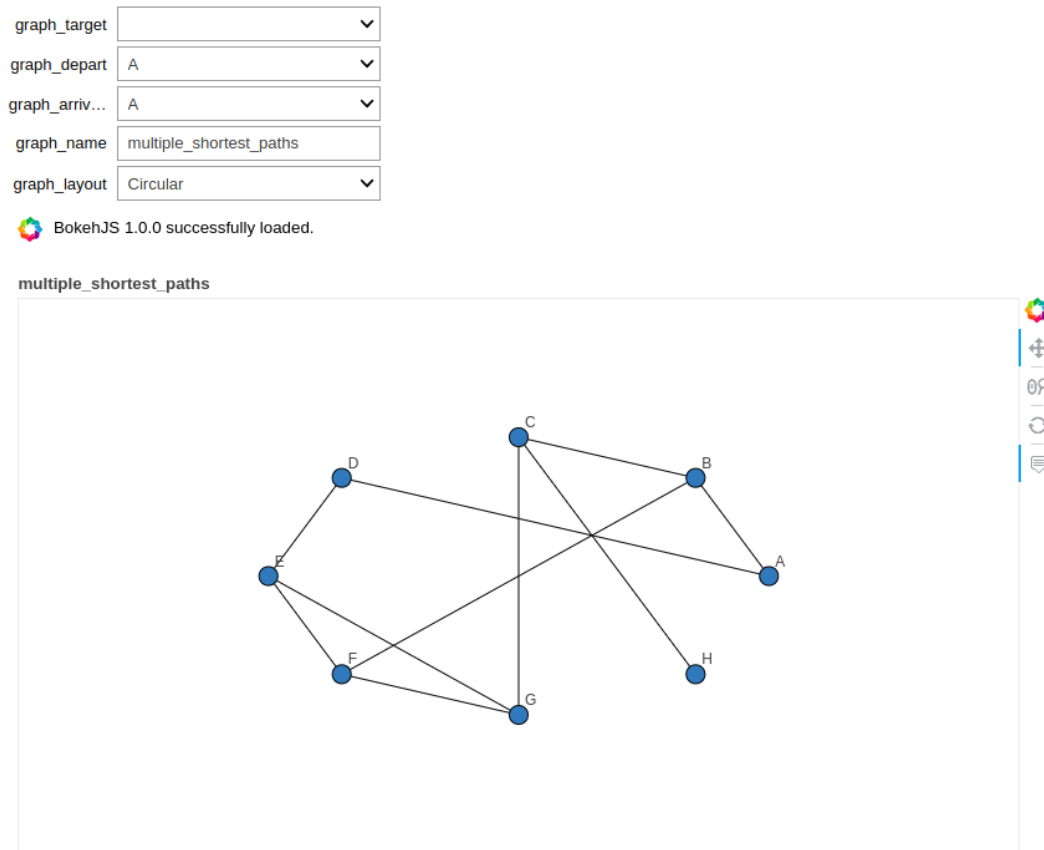 graph_target
graph_depart A
graph_arriv... A
graph_name multiple_shortest_paths
graph_layout Circular
BokehJS 1.0.0 successfully loaded.
multiple_shortest_paths
C
D
B
E
A
F
H
G